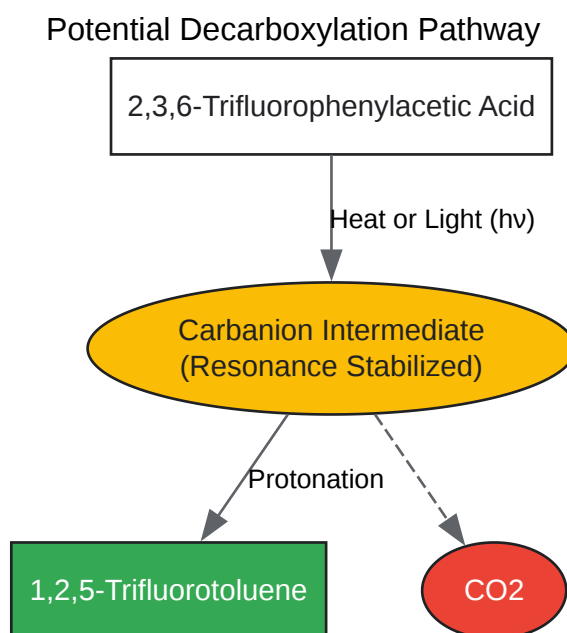 Potential Decarboxylation Pathway
2,3,6-Trifluorophenylacetic Acid
Heat or Light (hν)
Carbanion Intermediate
(Resonance Stabilized)
Protonation
1,2,5-Trifluorotoluene
CO2